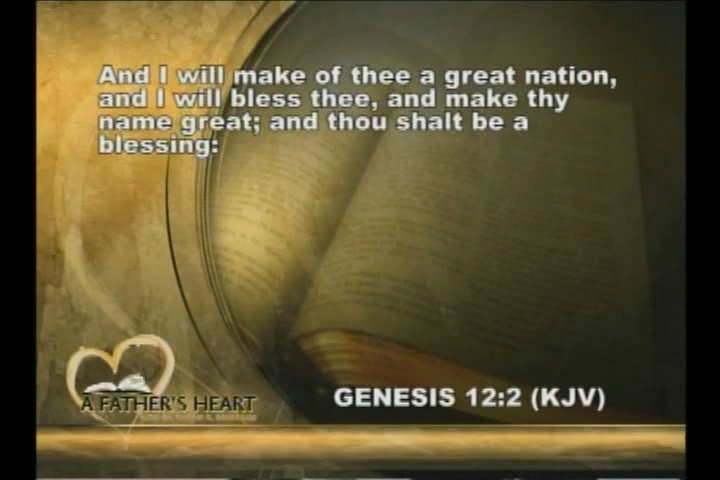 And I will make of thee a great nation,
and I will bless thee, and make thy
name great; and thou shalt be a
blessing:
A FATHER'S HEART
GENESIS 12:2 (KJV)